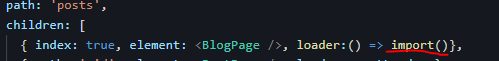 path: 'posts',
children: [
{ index: true, element: <BlogPage />, loader:() => import()},